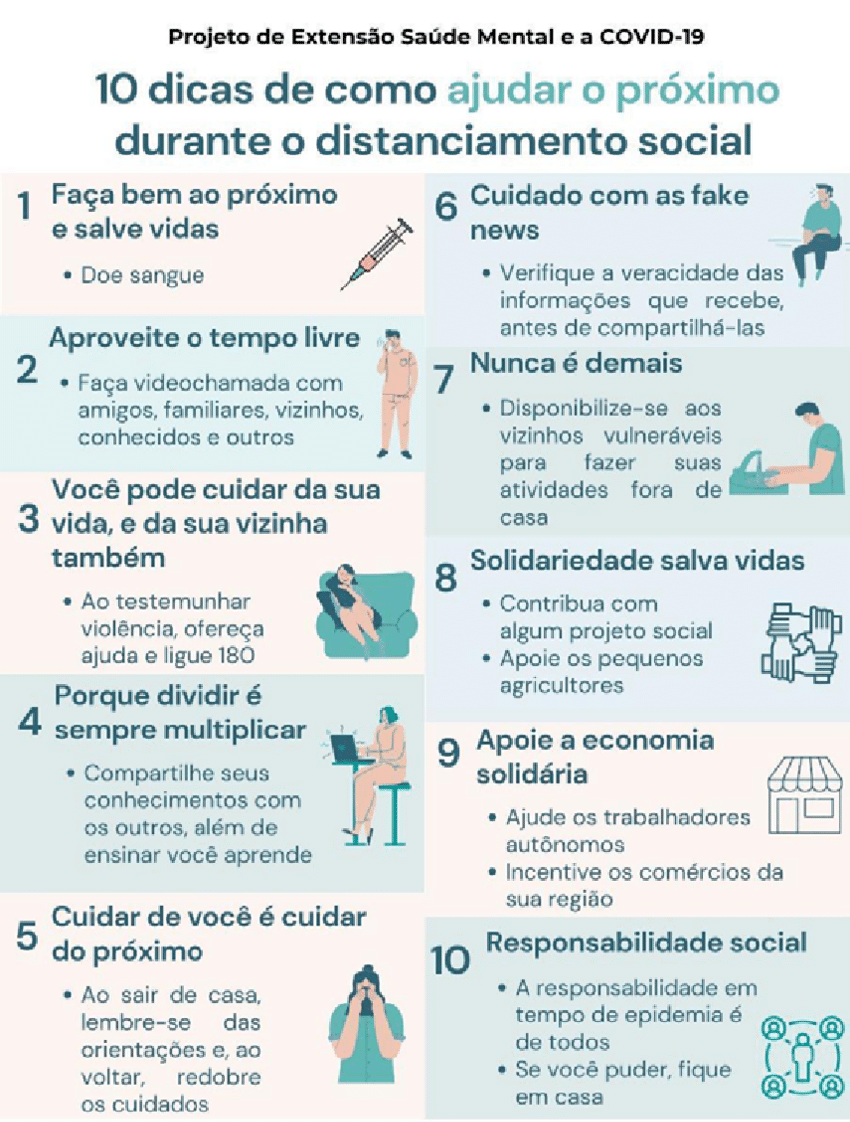 Projeto de Extensão Saúde Mental e a COVID-19
10 dicas de como ajudar o próximo
durante o distanciamento social
1
Faça bem ao próximo
e salve vidas
• Doe sangue
2
Aproveite o tempo livre
• Faça videochamada com
amigos, familiares, vizinhos,
conhecidos e outros
3
Você pode cuidar da sua
vida, e da sua vizinha
também
• Ao testemunhar
violência, ofereça
ajuda e ligue 180
4
Porque dividir é
sempre multiplicar
• Compartilhe seus
conhecimentos com
os outros, além de
ensinar você aprende
5
Cuidar de você é cuidar
do próximo
• Ao sair de casa,
lembre-se das
orientações e, ao
voltar, redobre
os cuidados
6
Cuidado com as fake
news
• Verifique a veracidade das
informações que recebe,
antes de compartilhá-las
7
Nunca é demais
• Disponibilize-se aos
vizinhos vulneráveis
para fazer suas
atividades fora de
casa
8
Solidariedade salva vidas
• Contribua com
algum projeto social
• Apoie os pequenos
agricultores
9
Apoie a economia
solidária
• Ajude os trabalhadores
autônomos
• Incentive os comércios da
sua região
10
Responsabilidade social
• A responsabilidade em
tempo de epidemia é
de todos
• Se você puder, fique
em casa